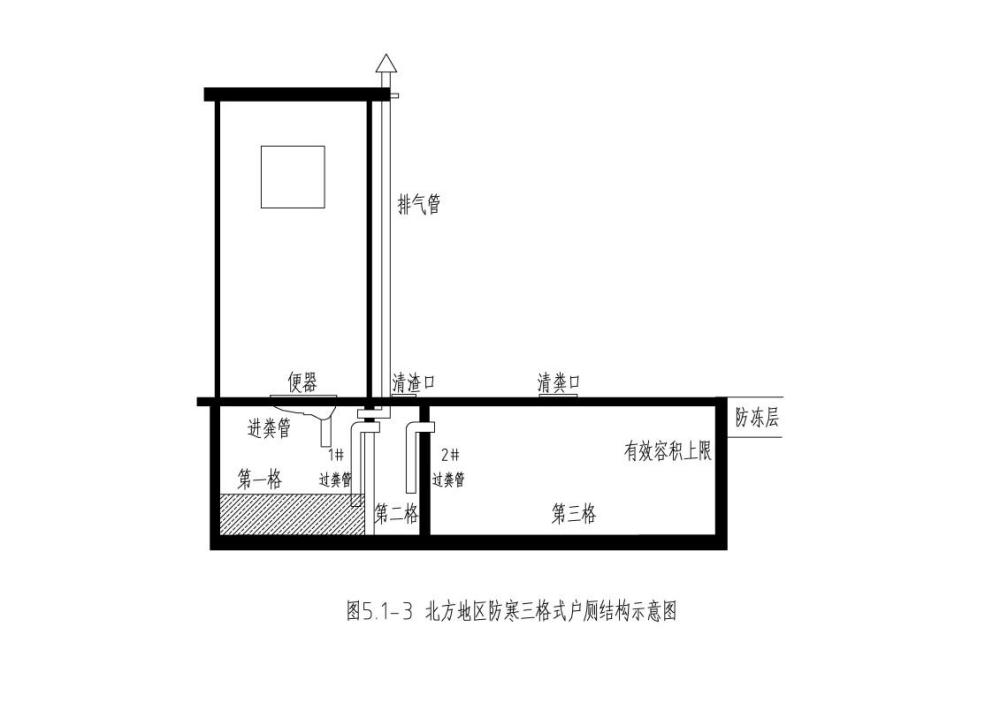 排气管
便器
清渣口
清粪口
进粪管
防冻层
1#
过粪管
2#
过粪管
有效容积上限
第一格
第二格
第三格
图5.1-3 北方地区防寒三格式户厕结构示意图